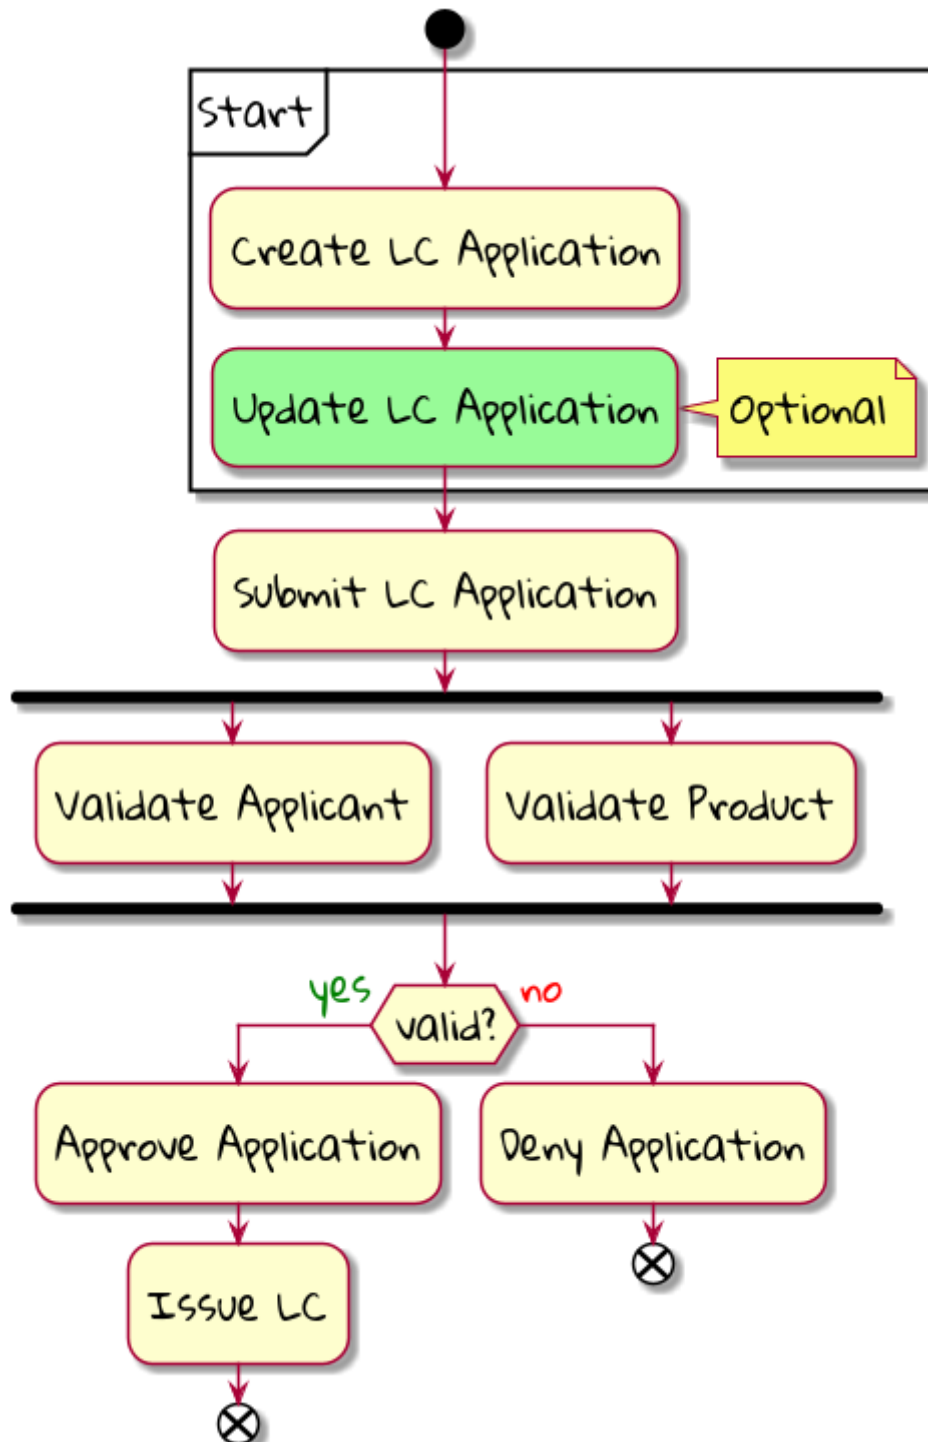 Start
Create LC Application
Update LC Application
Optional
Submit LC Application
Validate Applicant
Validate Product
yes
valid?
no
Approve Application
Deny Application
Issue LC